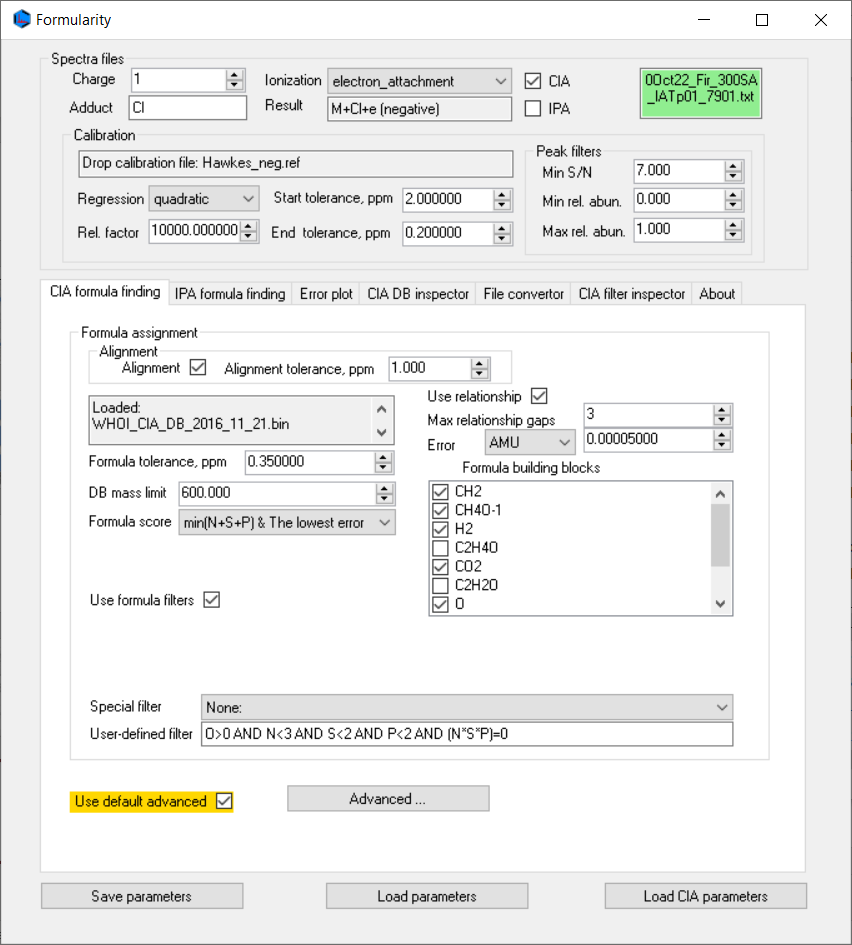 Formularity
Spectra files
Charge 1 Ionization electron_attachment CIA
Adduct Cl Result M+Cl+e (negative) IPA
0Oct22_Fir_300SA
_IATp01_7901.txt
Calibration
Drop calibration file: Hawkes_neg.ref
Regression quadratic Start tolerance, ppm 2.000000
Rel. factor 10000.000000 End tolerance, ppm 0.200000
Peak filters
Min S/N 7.000
Min rel. abun. 0.000
Max rel. abun. 1.000
CIA formula finding IPA formula finding Error plot CIA DB inspector File convertor CIA filter inspector About
Formula assignment
Alignment
Alignment Alignment tolerance, ppm 1.000
Loaded:
WHOI_CIA_DB_2016_11_21.bin
Formula tolerance, ppm 0.350000
DB mass limit 600.000
Formula score min(N+S+P) & The lowest error
Use formula filters
Use relationship
Max relationship gaps 3
Error AMU 0.00005000
Formula building blocks
CH2
CH4O-1
H2
C2H4O
CO2
C2H2O
O
Special filter None:
User-defined filter O>0 AND N<3 AND S<2 AND P<2 AND (N*S*P)=0
Use default advanced Advanced ...
Save parameters Load parameters Load CIA parameters